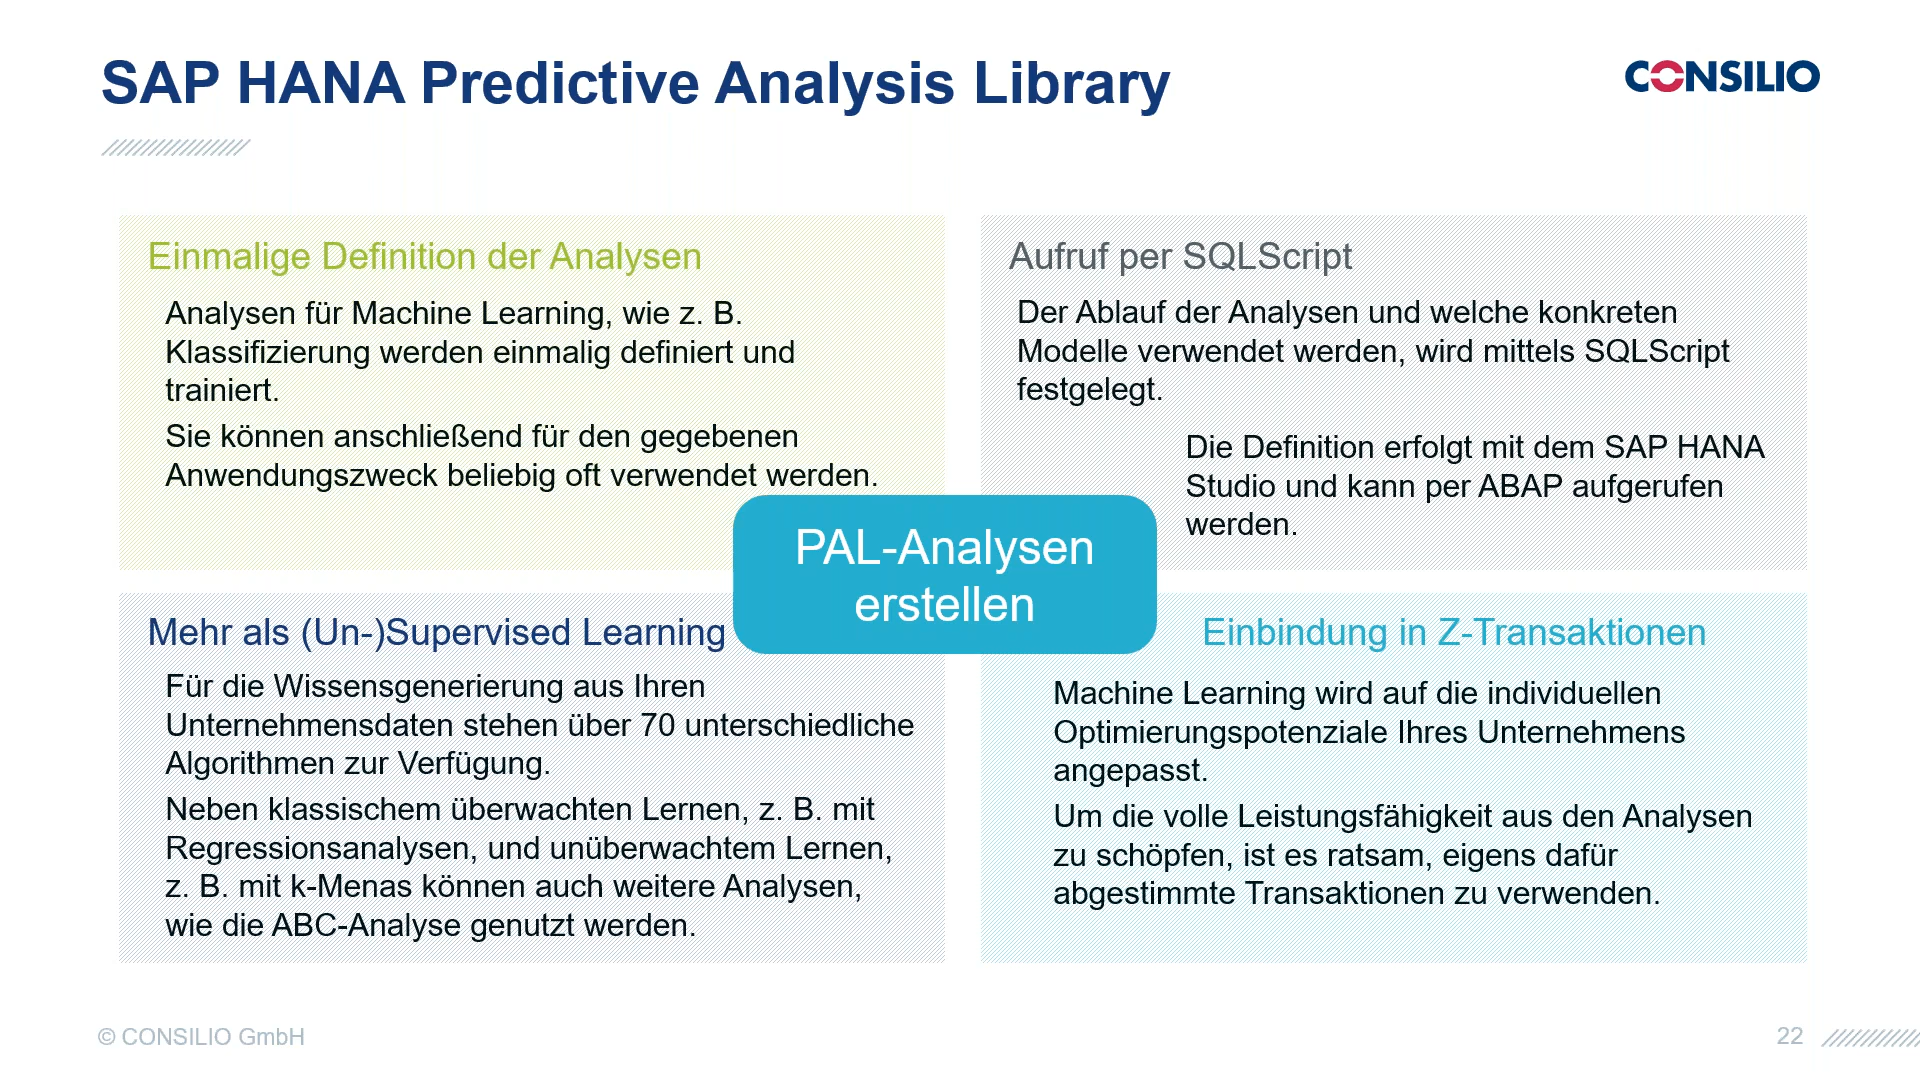 SAP HANA Predictive Analysis Library
CONSILIO
Einmalige Definition der Analysen
Analysen für Machine Learning, wie z. B.
Klassifizierung werden einmalig definiert und
trainiert.
Sie können anschließend für den gegebenen
Anwendungszweck beliebig oft verwendet werden.
Aufruf per SQLScript
Der Ablauf der Analysen und welche konkreten
Modelle verwendet werden, wird mittels SQLScript
festgelegt.
Die Definition erfolgt mit dem SAP HANA
Studio und kann per ABAP aufgerufen
werden.
PAL-Analysen
erstellen
Mehr als (Un-)Supervised Learning
Für die Wissensgenerierung aus Ihren
Unternehmensdaten stehen über 70 unterschiedliche
Algorithmen zur Verfügung.
Neben klassischem überwachten Lernen, z. B. mit
Regressionsanalysen, und unüberwachtem Lernen,
z. B. mit k-Menas können auch weitere Analysen,
wie die ABC-Analyse genutzt werden.
Einbindung in Z-Transaktionen
Machine Learning wird auf die individuellen
Optimierungspotenziale Ihres Unternehmens
angepasst.
Um die volle Leistungsfähigkeit aus den Analysen
zu schöpfen, ist es ratsam, eigens dafür
abgestimmte Transaktionen zu verwenden.
© CONSILIO GmbH
22